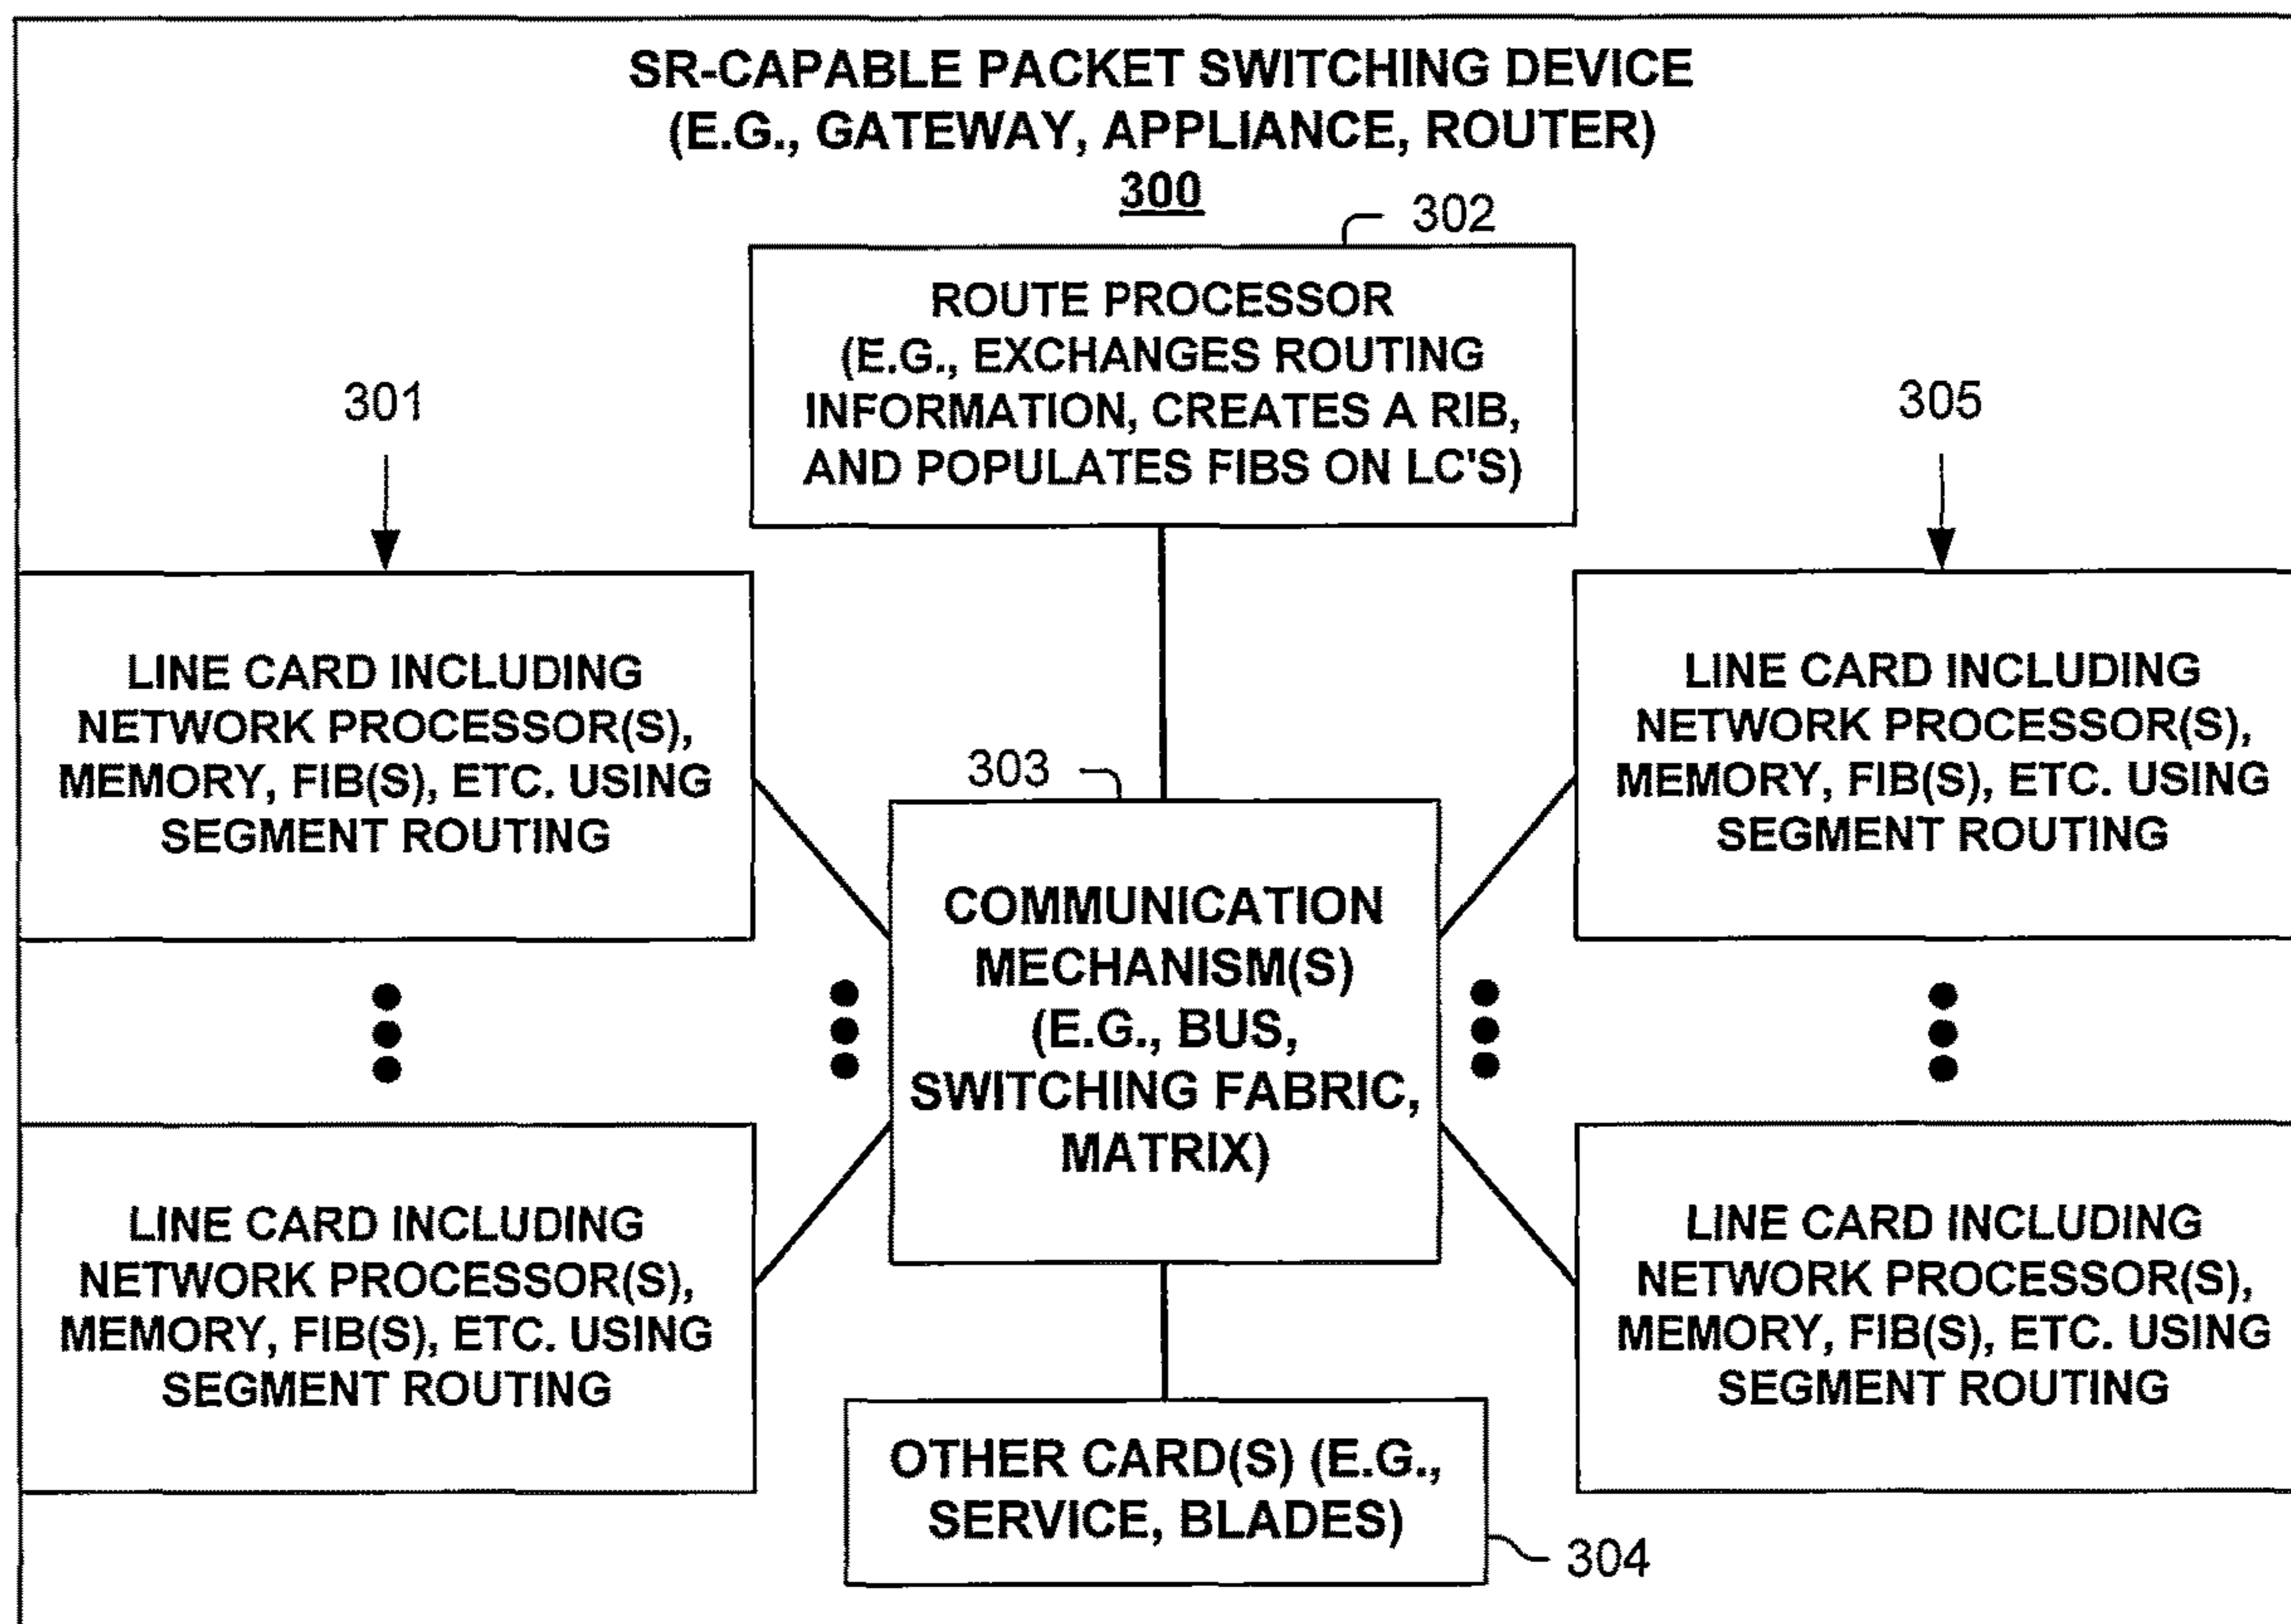 SR-CAPABLE PACKET SWITCHING DEVICE
(E.G., GATEWAY, APPLIANCE, ROUTER)
300
302
ROUTE PROCESSOR
(E.G., EXCHANGES ROUTING
INFORMATION, CREATES A RIB,
AND POPULATES FIBS ON LC'S)
301
305
LINE CARD INCLUDING
NETWORK PROCESSOR(S),
MEMORY, FIB(S), ETC. USING
SEGMENT ROUTING
LINE CARD INCLUDING
NETWORK PROCESSOR(S),
MEMORY, FIB(S), ETC. USING
SEGMENT ROUTING
303
COMMUNICATION
MECHANISM(S)
(E.G., BUS,
SWITCHING FABRIC,
MATRIX)
LINE CARD INCLUDING
NETWORK PROCESSOR(S),
MEMORY, FIB(S), ETC. USING
SEGMENT ROUTING
LINE CARD INCLUDING
NETWORK PROCESSOR(S),
MEMORY, FIB(S), ETC. USING
SEGMENT ROUTING
OTHER CARD(S) (E.G.,
SERVICE, BLADES)
304